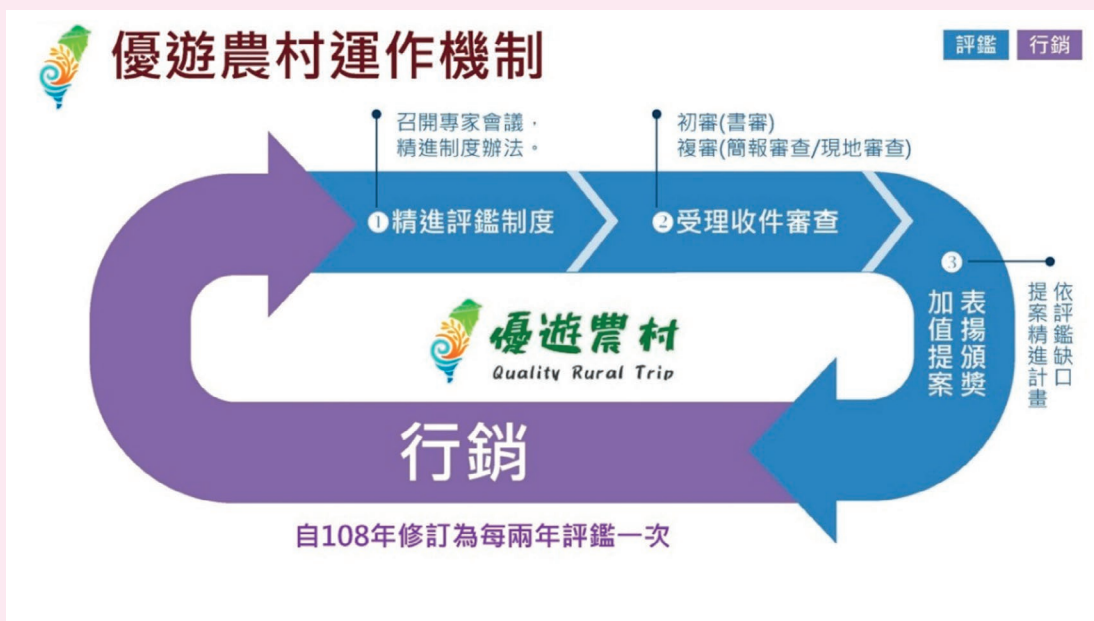 優遊農村運作機制
評鑑
行銷
召開專家會議，
精進制度辦法。
初審(書審)
複審(簡報審查/現地審查)
1精進評鑑制度
2受理收件審查
3
表揚頒獎
加值提案
依評鑑缺口
提案精進計畫
優遊農村
Quality Rural Trip
行銷
自108年修訂為每兩年評鑑一次